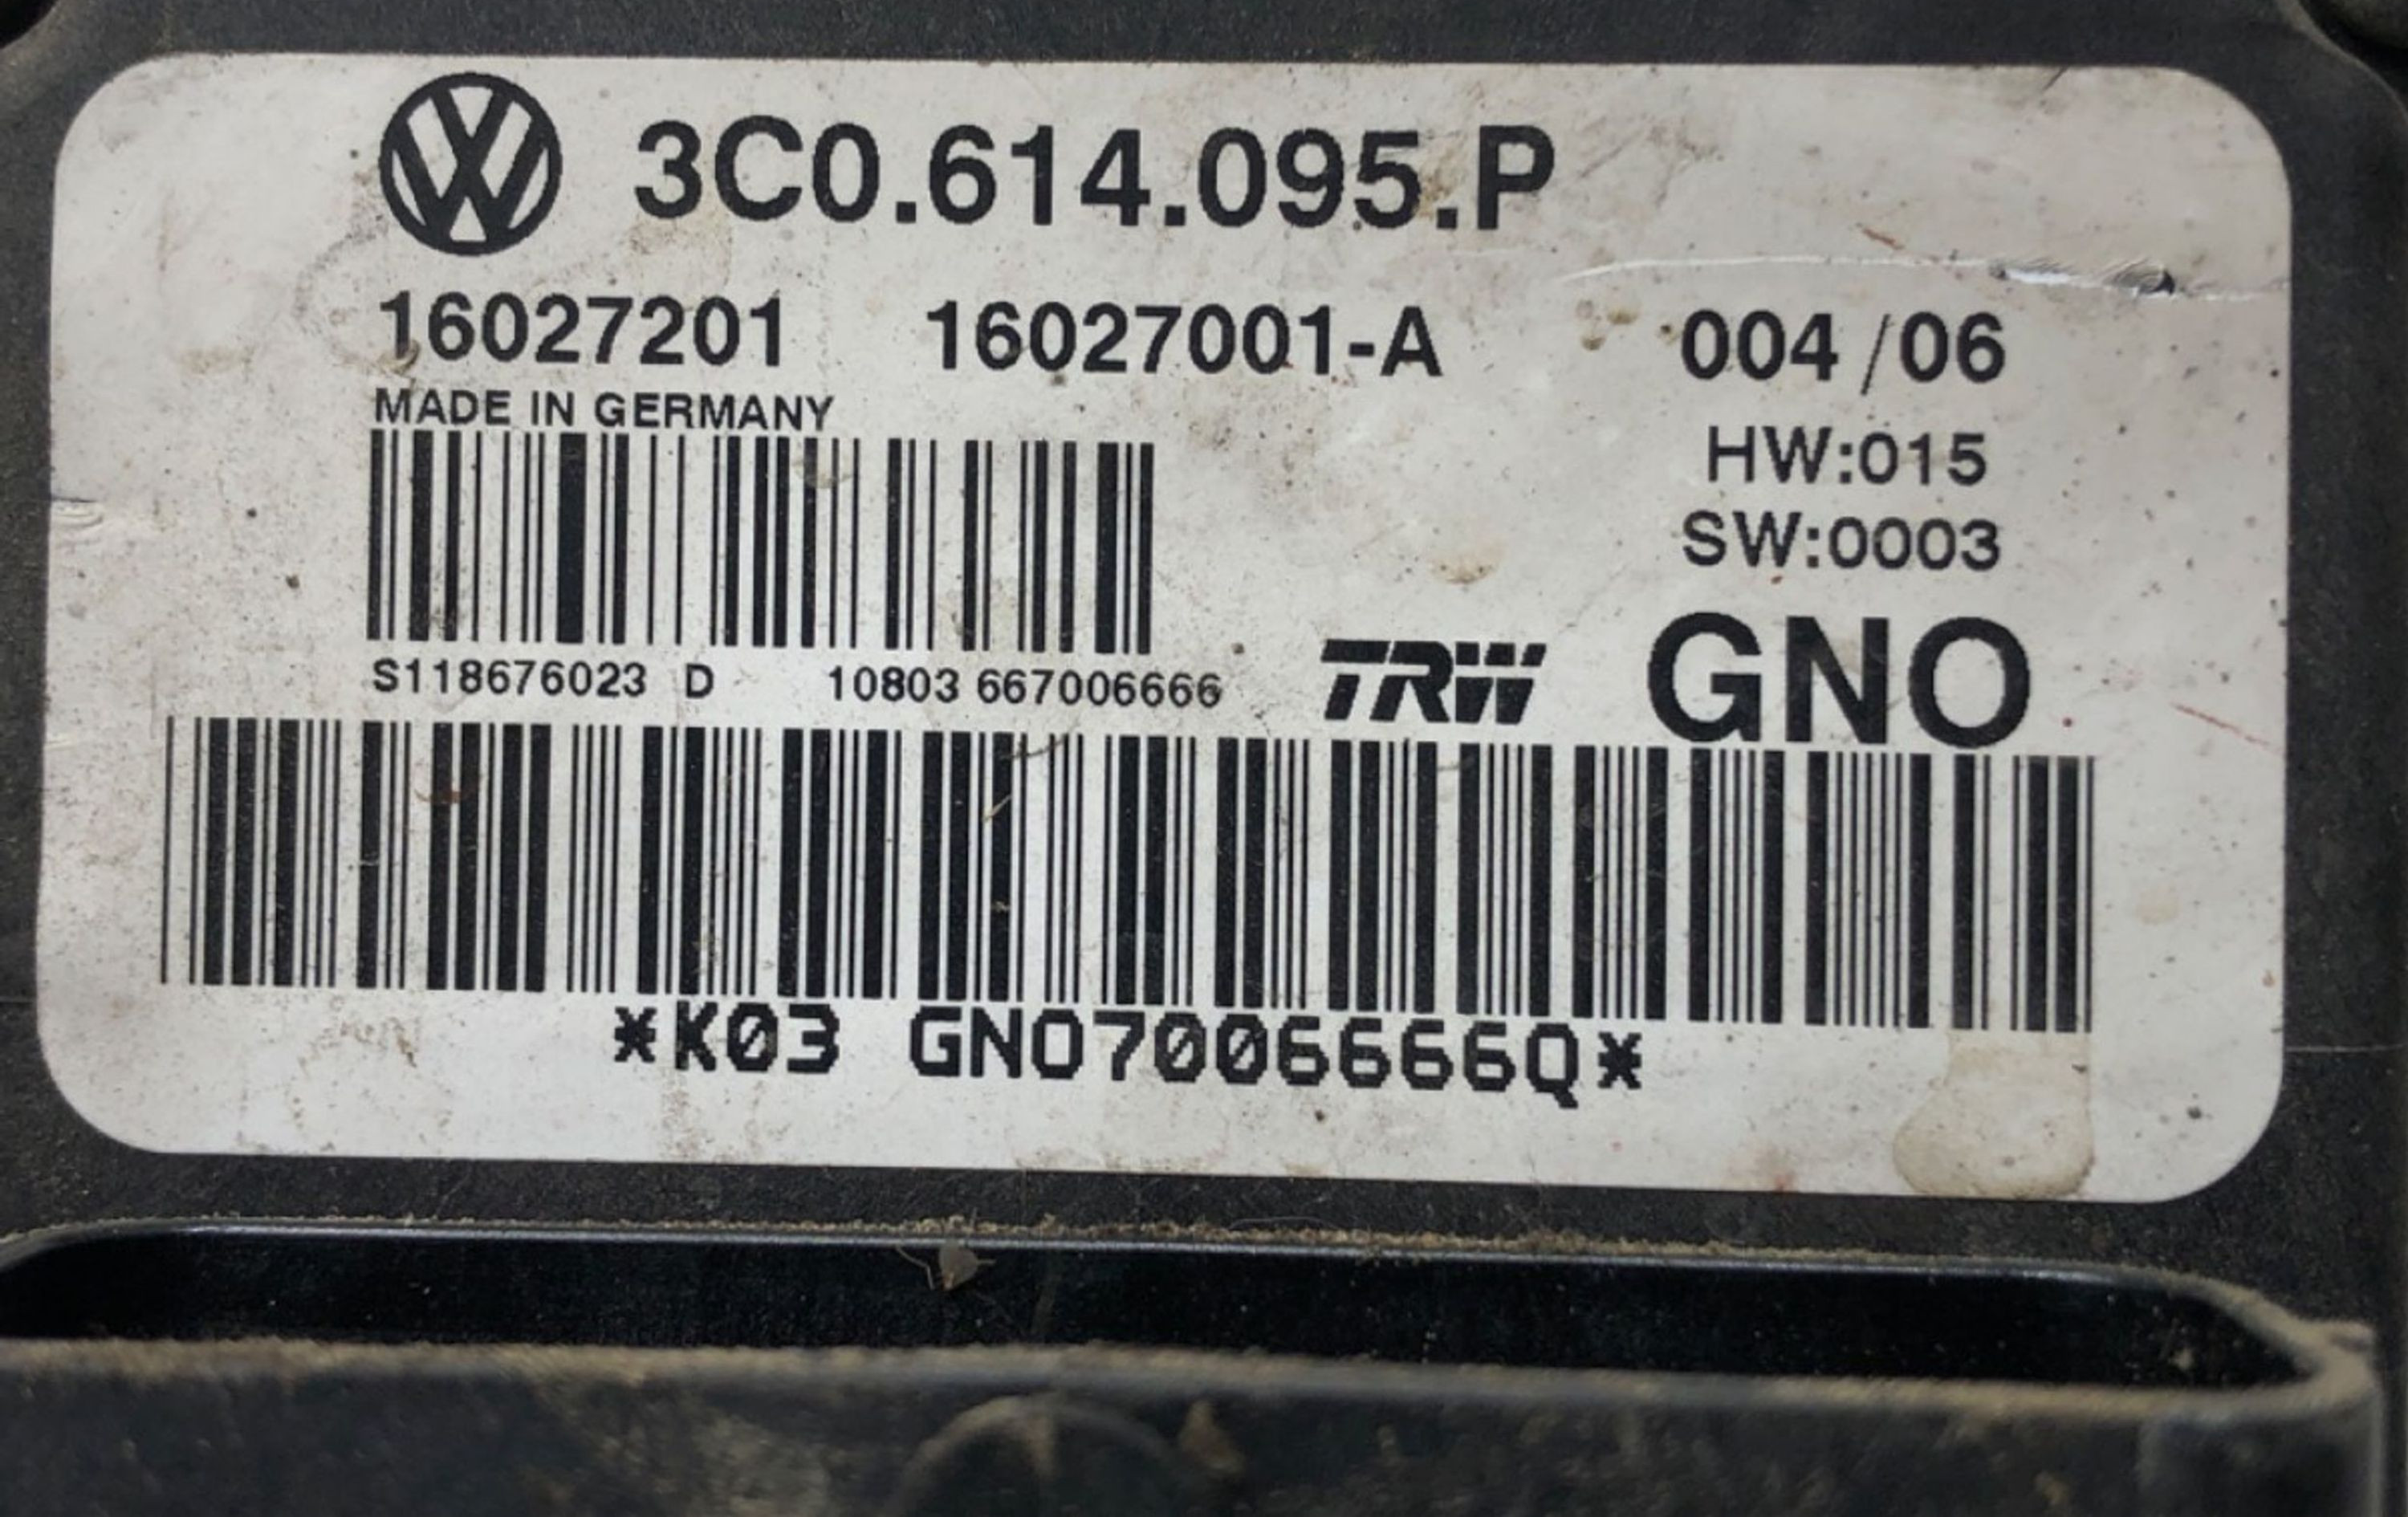 3C0.614.095.P
16027201 16027001-A 004/06
MADE IN GERMANY
HW:015
SW:0003
S118676023 D 10803 667006666
TRW GNO
*K03 GNO7006666Q*